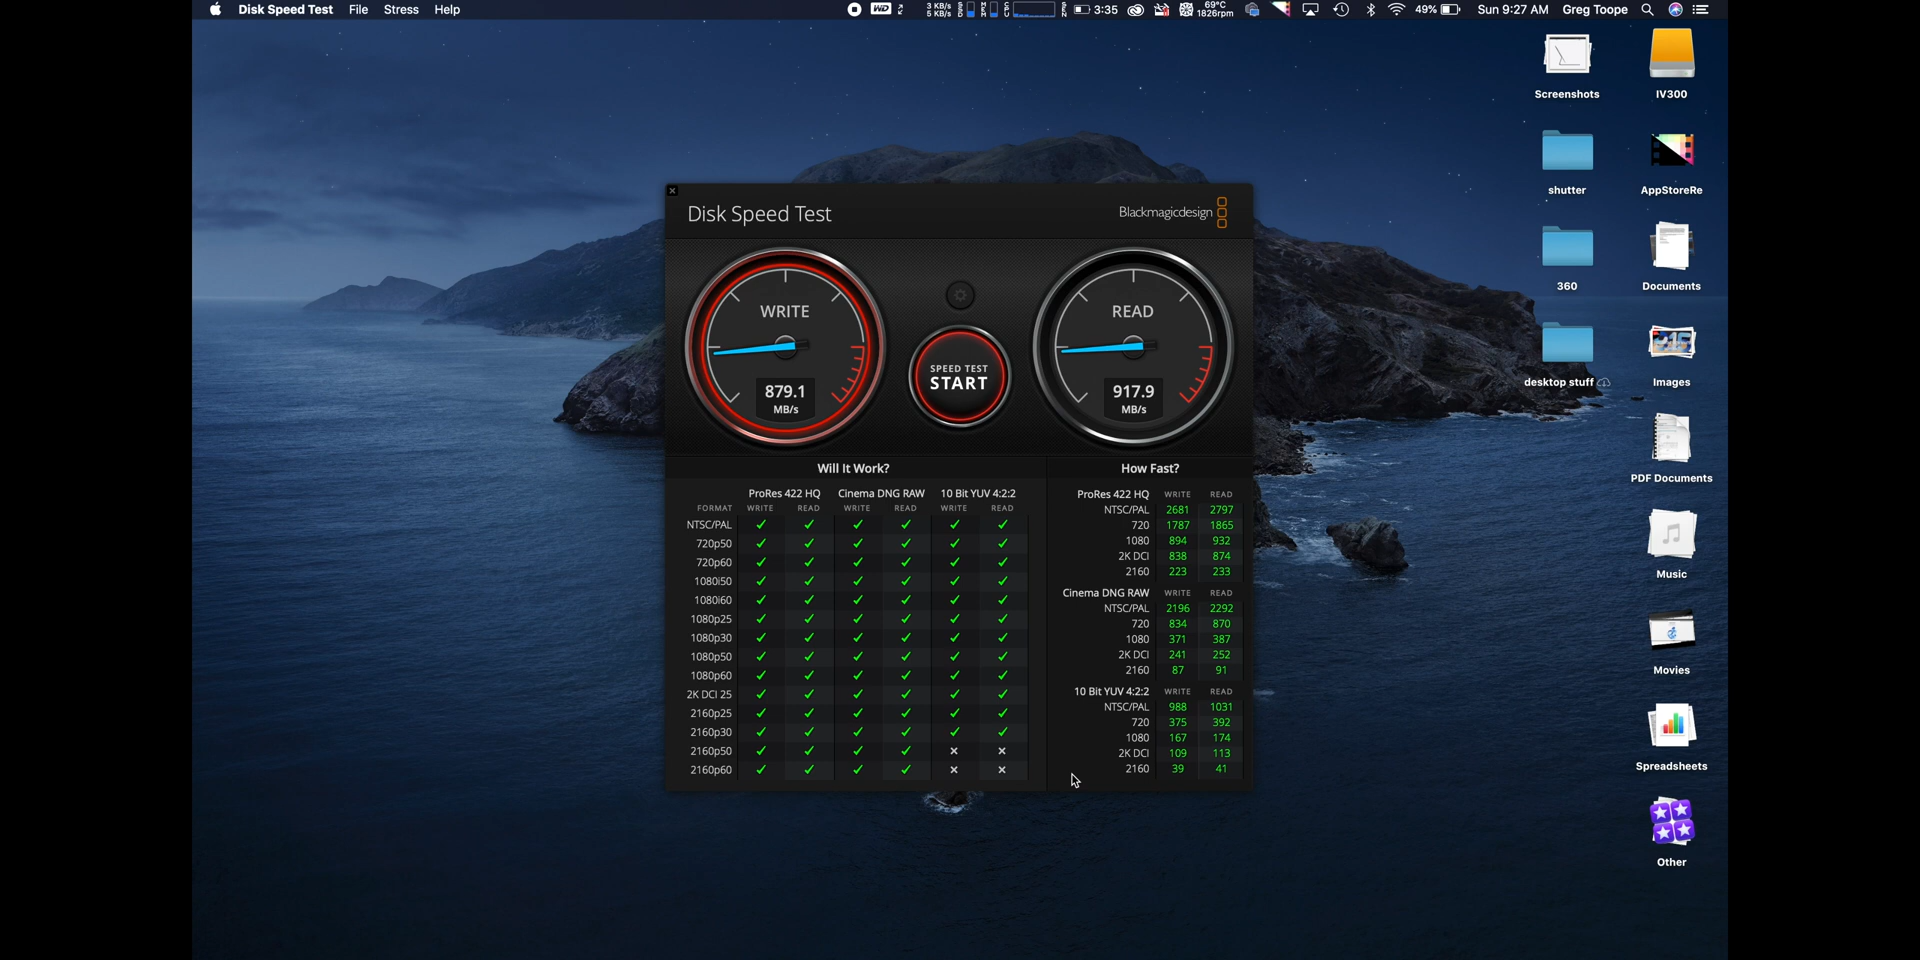 Disk Speed Test File Stress Help
WD 3 KB/s 5 KB/s 3:35 69°C 1826rpm 49% Sun 9:27 AM Greg Toope
Screenshots
IV300
shutter
AppStoreRe
360
Documents
desktop stuff
Images
PDF Documents
Music
Movies
Spreadsheets
Other
Disk Speed Test
Blackmagicdesign
WRITE
879.1
MB/s
SPEED TEST
START
READ
917.9
MB/s
Will It Work?
ProRes 422 HQ Cinema DNG RAW 10 Bit YUV 4:2:2
FORMAT WRITE READ WRITE READ WRITE READ
NTSC/PAL ✓ ✓ ✓ ✓ ✓ ✓
720p50 ✓ ✓ ✓ ✓ ✓ ✓
720p60 ✓ ✓ ✓ ✓ ✓ ✓
1080i50 ✓ ✓ ✓ ✓ ✓ ✓
1080i60 ✓ ✓ ✓ ✓ ✓ ✓
1080p25 ✓ ✓ ✓ ✓ ✓ ✓
1080p30 ✓ ✓ ✓ ✓ ✓ ✓
1080p50 ✓ ✓ ✓ ✓ ✓ ✓
1080p60 ✓ ✓ ✓ ✓ ✓ ✓
2K DCI 25 ✓ ✓ ✓ ✓ ✓ ✓
2160p25 ✓ ✓ ✓ ✓ ✓ ✓
2160p30 ✓ ✓ ✓ ✓ ✓ ✓
2160p50 ✓ ✓ ✓ ✓ × ×
2160p60 ✓ ✓ ✓ ✓ × ×
How Fast?
ProRes 422 HQ WRITE READ
NTSC/PAL 2681 2797
720 1787 1865
1080 894 932
2K DCI 838 874
2160 223 233
Cinema DNG RAW WRITE READ
NTSC/PAL 2196 2292
720 834 870
1080 371 387
2K DCI 241 252
2160 87 91
10 Bit YUV 4:2:2 WRITE READ
NTSC/PAL 988 1031
720 375 392
1080 167 174
2K DCI 109 113
2160 39 41